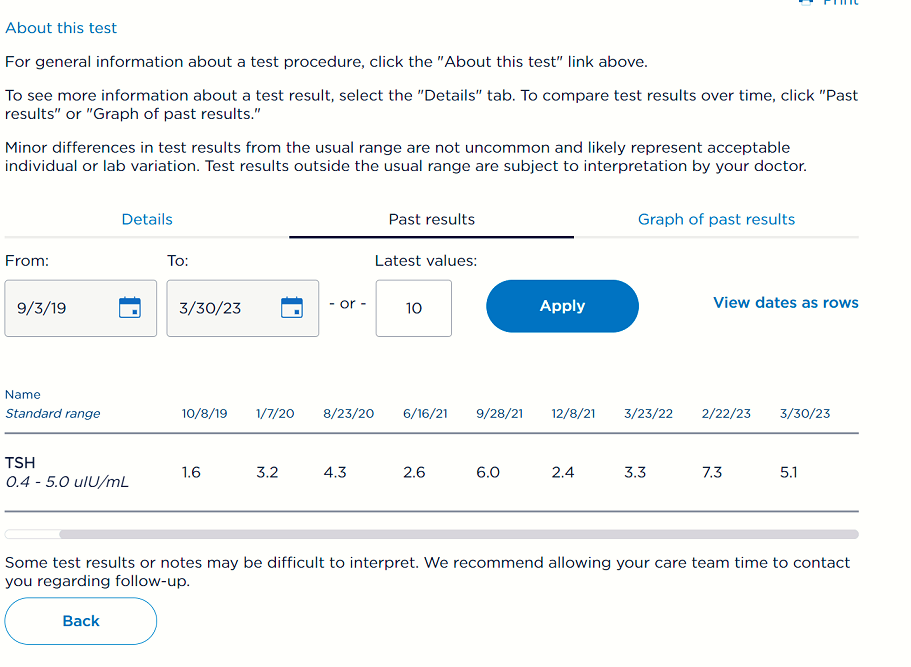 Print
About this test
For general information about a test procedure, click the "About this test" link above.
To see more information about a test result, select the "Details" tab. To compare test results over time, click "Past
results" or "Graph of past results."
Minor differences in test results from the usual range are not uncommon and likely represent acceptable
individual or lab variation. Test results outside the usual range are subject to interpretation by your doctor.
Details Past results Graph of past results
From: To: Latest values:
9/3/19 3/30/23 - or - 10 Apply View dates as rows
Name
Standard range 10/8/19 1/7/20 8/23/20 6/16/21 9/28/21 12/8/21 3/23/22 2/22/23 3/30/23
TSH
0.4 - 5.0 uIU/mL 1.6 3.2 4.3 2.6 6.0 2.4 3.3 7.3 5.1
Some test results or notes may be difficult to interpret. We recommend allowing your care team time to contact
you regarding follow-up.
Back